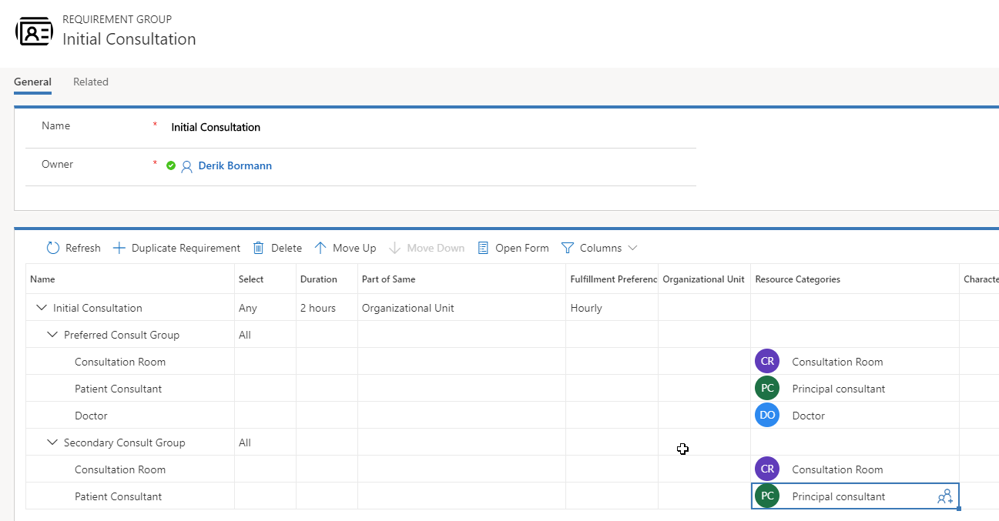 REQUIREMENT GROUP
Initial Consultation
General Related
Name * Initial Consultation
Owner * Derik Bormann
Refresh Duplicate Requirement Delete Move Up Move Down Open Form Columns
Name Select Duration Part of Same Fulfillment Preferenc Organizational Unit Resource Categories Characte
Initial Consultation Any 2 hours Organizational Unit Hourly
Preferred Consult Group All
Consultation Room CR Consultation Room
Patient Consultant PC Principal consultant
Doctor DO Doctor
Secondary Consult Group All
Consultation Room CR Consultation Room
Patient Consultant PC Principal consultant